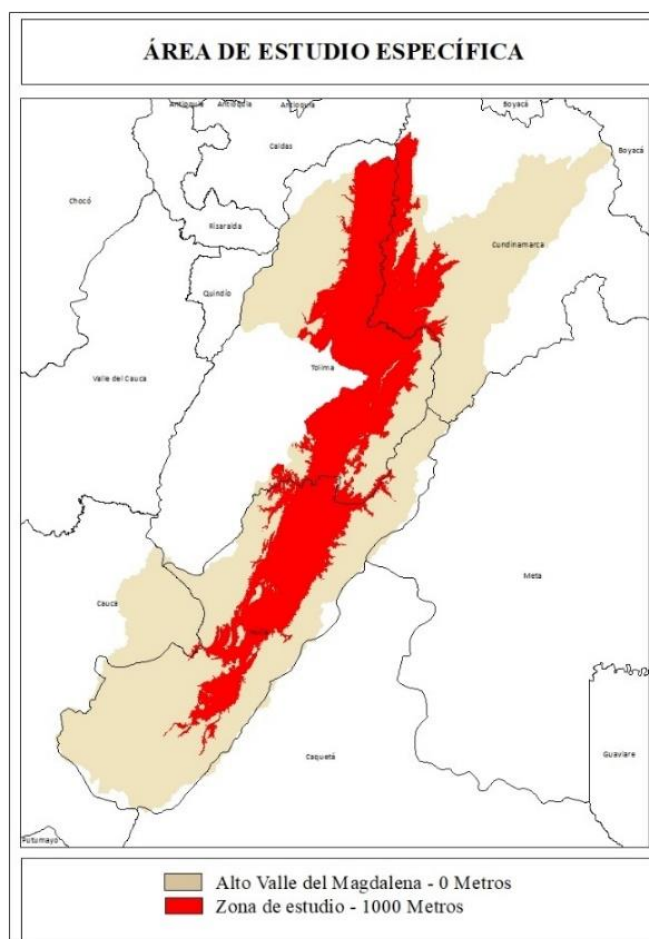 ÁREA DE ESTUDIO ESPECÍFICA
Antioquia
Antioquia
Antioquia
Boyacá
Boyacá
Caldas
Chocó
Risaralda
Cundinamarca
Quindío
Tolima
Valle del Cauca
Meta
Cauca
Huila
Caquetá
Guaviare
Putumayo
Alto Valle del Magdalena - 0 Metros
Zona de estudio - 1000 Metros